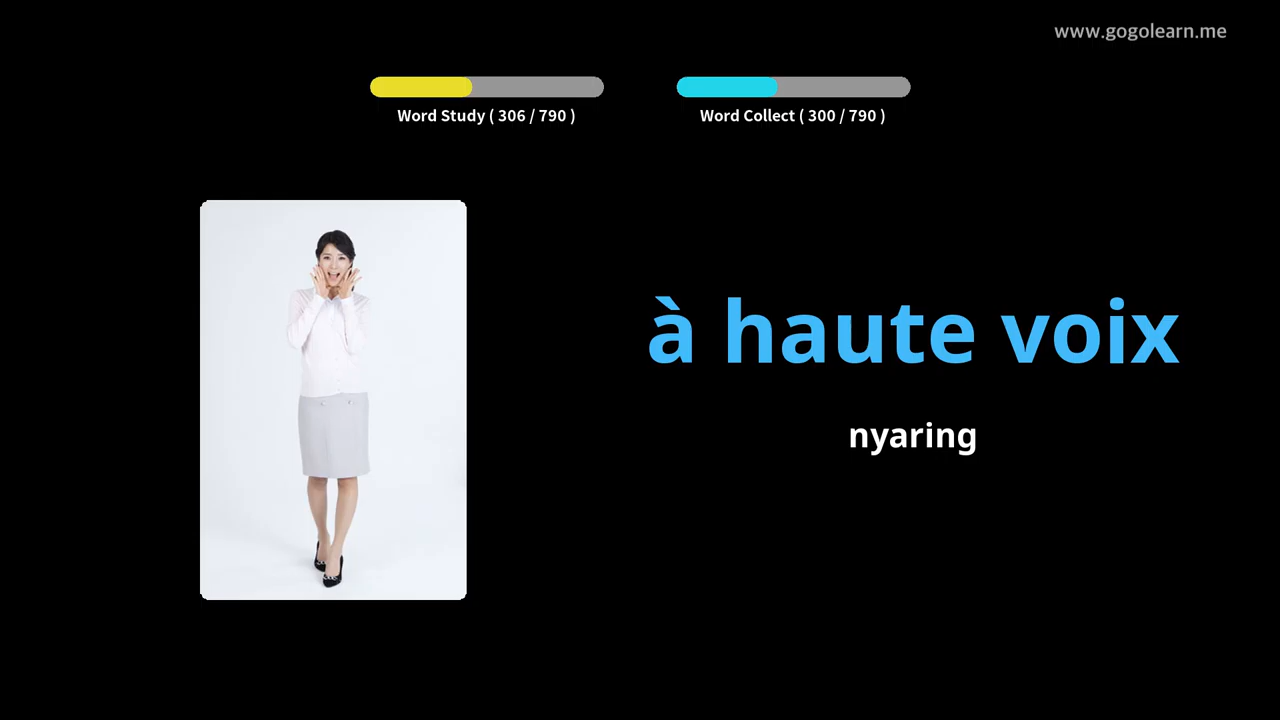 www.gogolearn.me
Word Study ( 306 / 790 )
Word Collect ( 300 / 790 )
à haute voix
nyaring